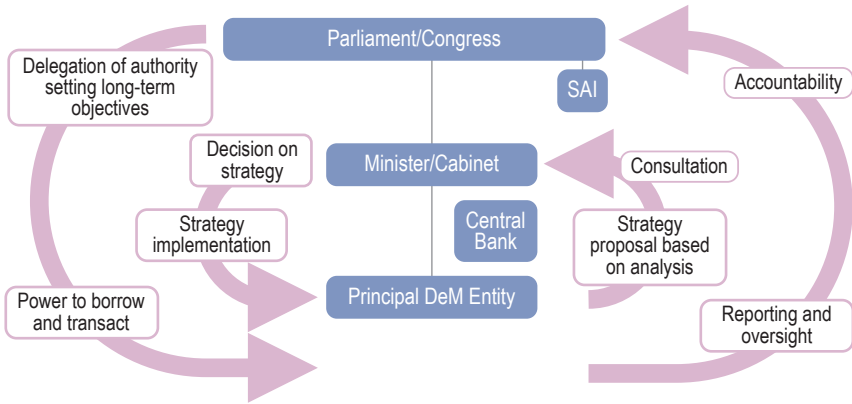 Parliament/Congress
Delegation of authority
setting long-term
objectives
SAI
Accountability
Decision on
strategy
Minister/Cabinet
Consultation
Strategy
implementation
Central
Bank
Strategy
proposal based
on analysis
Principal DeM Entity
Power to borrow
and transact
Reporting and
oversight